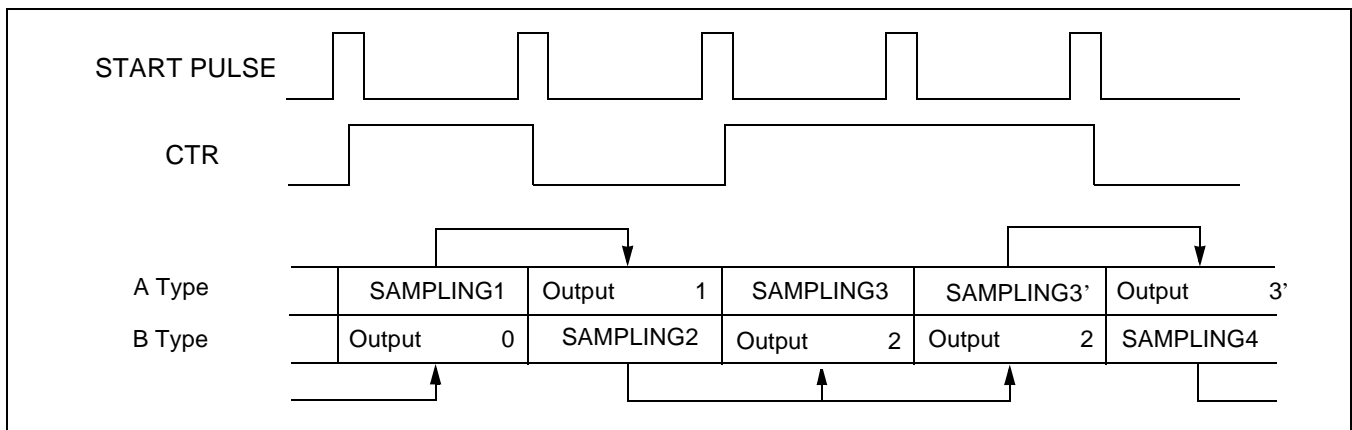 START PULSE
CTR
A Type SAMPLING1 Output 1 SAMPLING3 SAMPLING3’ Output 3’
B Type Output 0 SAMPLING2 Output 2 Output 2 SAMPLING4